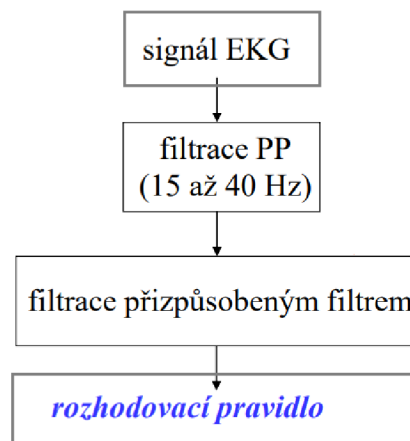 signál EKG
filtrace PP
(15 až 40 Hz)
filtrace přizpůsobeným filtrem
rozhodovací pravidlo